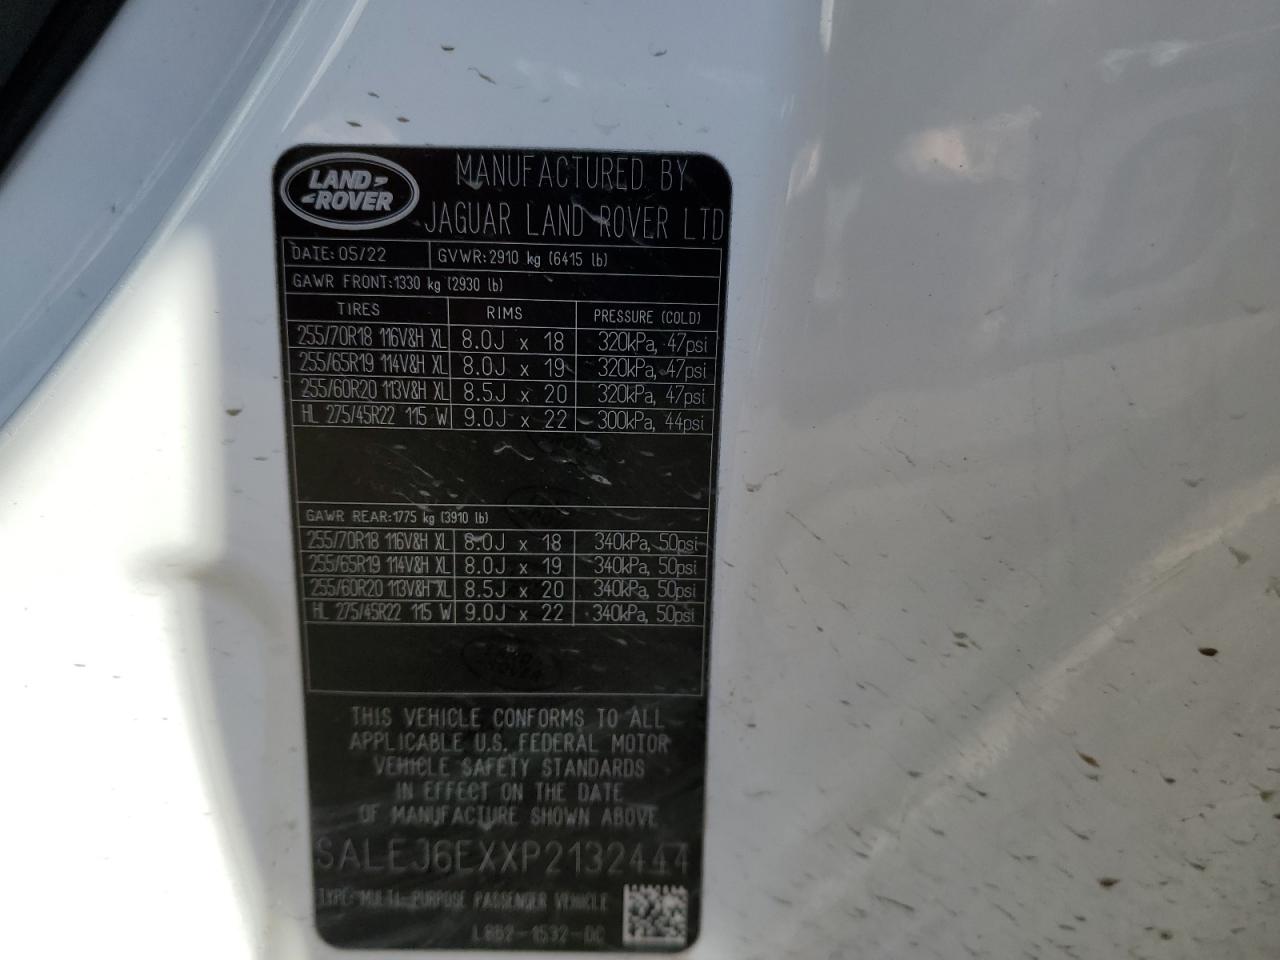 LAND
ROVER
MANUFACTURED BY
JAGUAR LAND ROVER LTD
DATE:05/22 GVWR:2910 kg (6415 lb)
GAWR FRONT:1330 kg (2930 lb)
TIRES RIMS PRESSURE (COLD)
255/70R18 116V&H XL 8.0J x 18 320kPa, 47psi
255/65R19 114V&H XL 8.0J x 19 320kPa, 47psi
255/60R20 113V&H XL 8.5J x 20 320kPa, 47psi
HL 275/45R22 115 W 9.0J x 22 300kPa, 44psi
GAWR REAR:1775 kg (3910 lb)
255/70R18 116V&H XL 8.0J x 18 340kPa, 50psi
255/65R19 114V&H XL 8.0J x 19 340kPa, 50psi
255/60R20 113V&H XL 8.5J x 20 340kPa, 50psi
HL 275/45R22 115 W 9.0J x 22 340kPa, 50psi
THIS VEHICLE CONFORMS TO ALL
APPLICABLE U.S. FEDERAL MOTOR
VEHICLE SAFETY STANDARDS
IN EFFECT ON THE DATE
OF MANUFACTURE SHOWN ABOVE
SALEJ6EXXP2132444
TYPE: MULTI-PURPOSE PASSENGER VEHICLE
L8B2-1532-DC